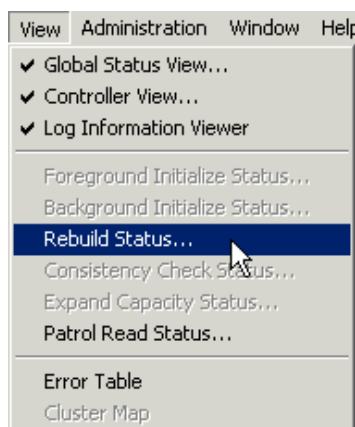 View Administration Window Help
Global Status View...
Controller View...
Log Information Viewer
Foreground Initialize Status...
Background Initialize Status...
Rebuild Status...
Consistency Check Status...
Expand Capacity Status...
Patrol Read Status...
Error Table
Cluster Map